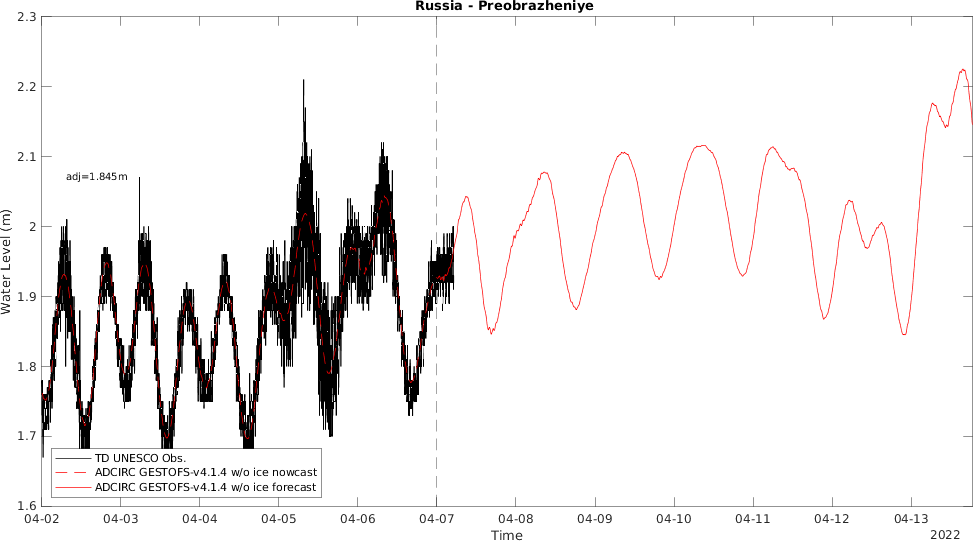 Russia - Preobrazheniye
2.3
2.2
2.1
2
1.9
1.8
1.7
1.6
Water Level (m)
adj=1.845m
TD UNESCO Obs.
ADCIRC GESTOFS-v4.1.4 w/o ice nowcast
ADCIRC GESTOFS-v4.1.4 w/o ice forecast
04-02 04-03 04-04 04-05 04-06 04-07 04-08 04-09 04-10 04-11 04-12 04-13
Time
2022